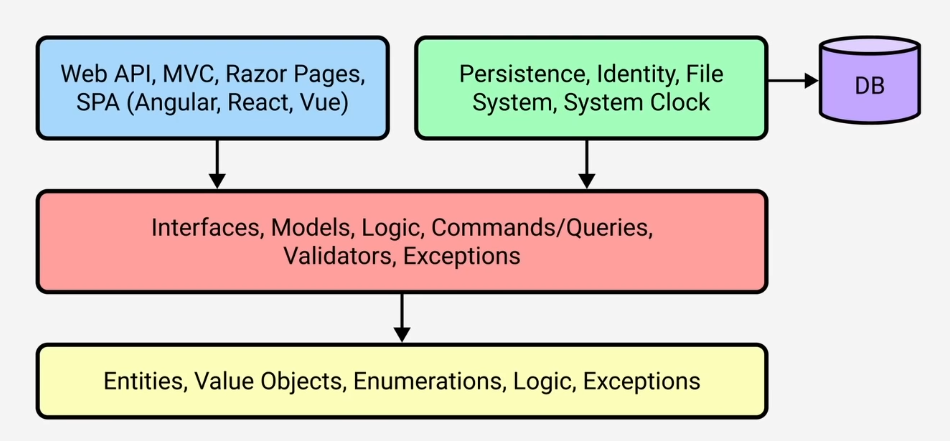 Web API, MVC, Razor Pages,
SPA (Angular, React, Vue)
Persistence, Identity, File
System, System Clock
DB
Interfaces, Models, Logic, Commands/Queries,
Validators, Exceptions
Entities, Value Objects, Enumerations, Logic, Exceptions